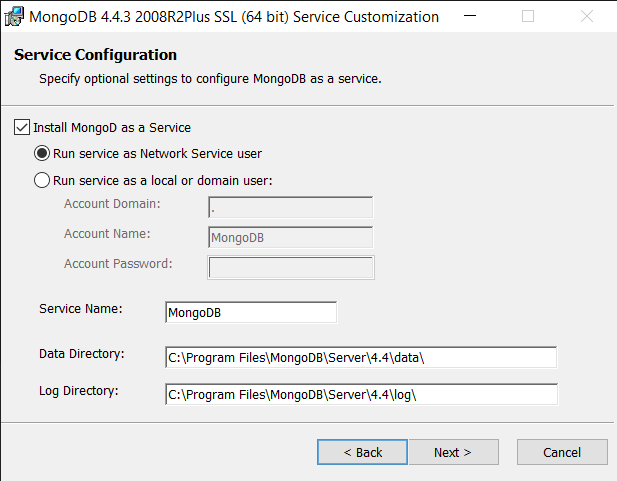 MongoDB 4.4.3 2008R2Plus SSL (64 bit) Service Customization
Service Configuration
Specify optional settings to configure MongoDB as a service.
Install MongoD as a Service
Run service as Network Service user
Run service as a local or domain user:
Account Domain: .
Account Name: MongoDB
Account Password:
Service Name: MongoDB
Data Directory: C:\Program Files\MongoDB\Server\4.4\data\
Log Directory: C:\Program Files\MongoDB\Server\4.4\log\
< Back Next > Cancel